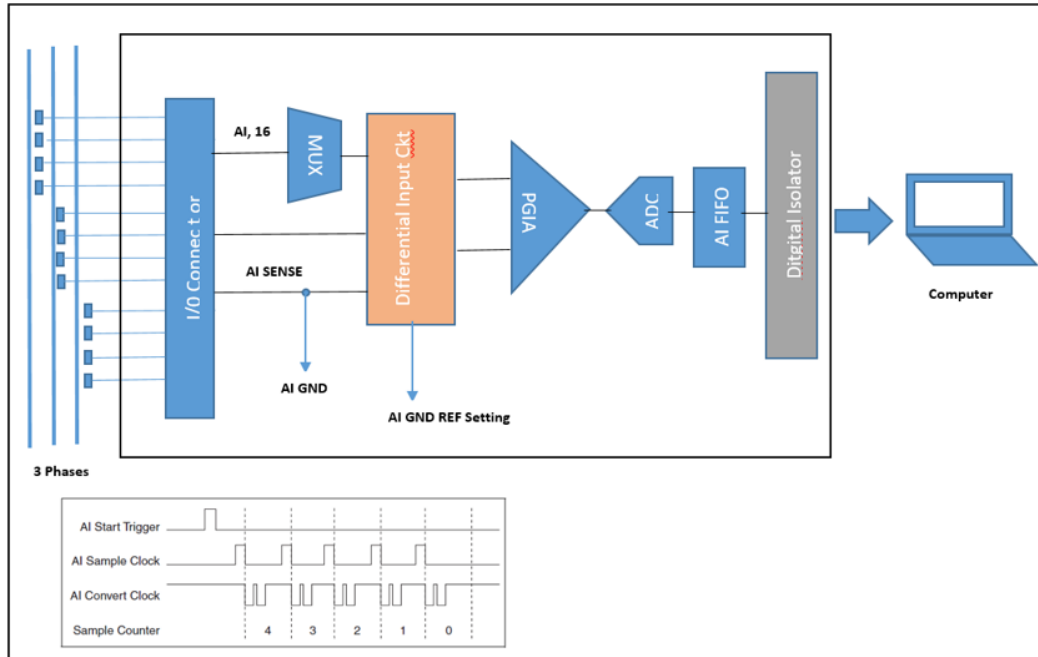 AI, 16
MUX
I/0 Connect or
Differential Input Ckt
PGIA
ADC
AI FIFO
Ditgital Isolator
AI SENSE
Computer
AI GND
AI GND REF Setting
3 Phases
AI Start Trigger
AI Sample Clock
AI Convert Clock
Sample Counter 4 3 2 1 0